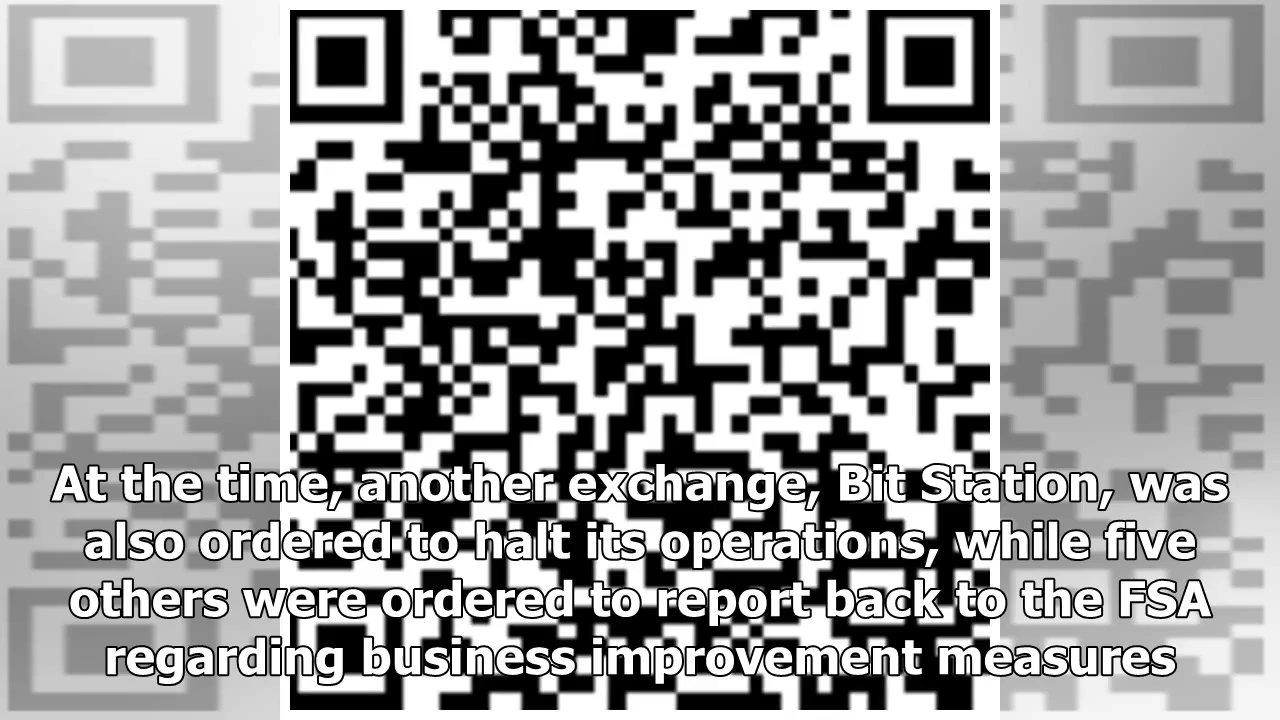 At the time, another exchange, Bit Station, was
also ordered to halt its operations, while five
others were ordered to report back to the FSA
regarding business improvement measures